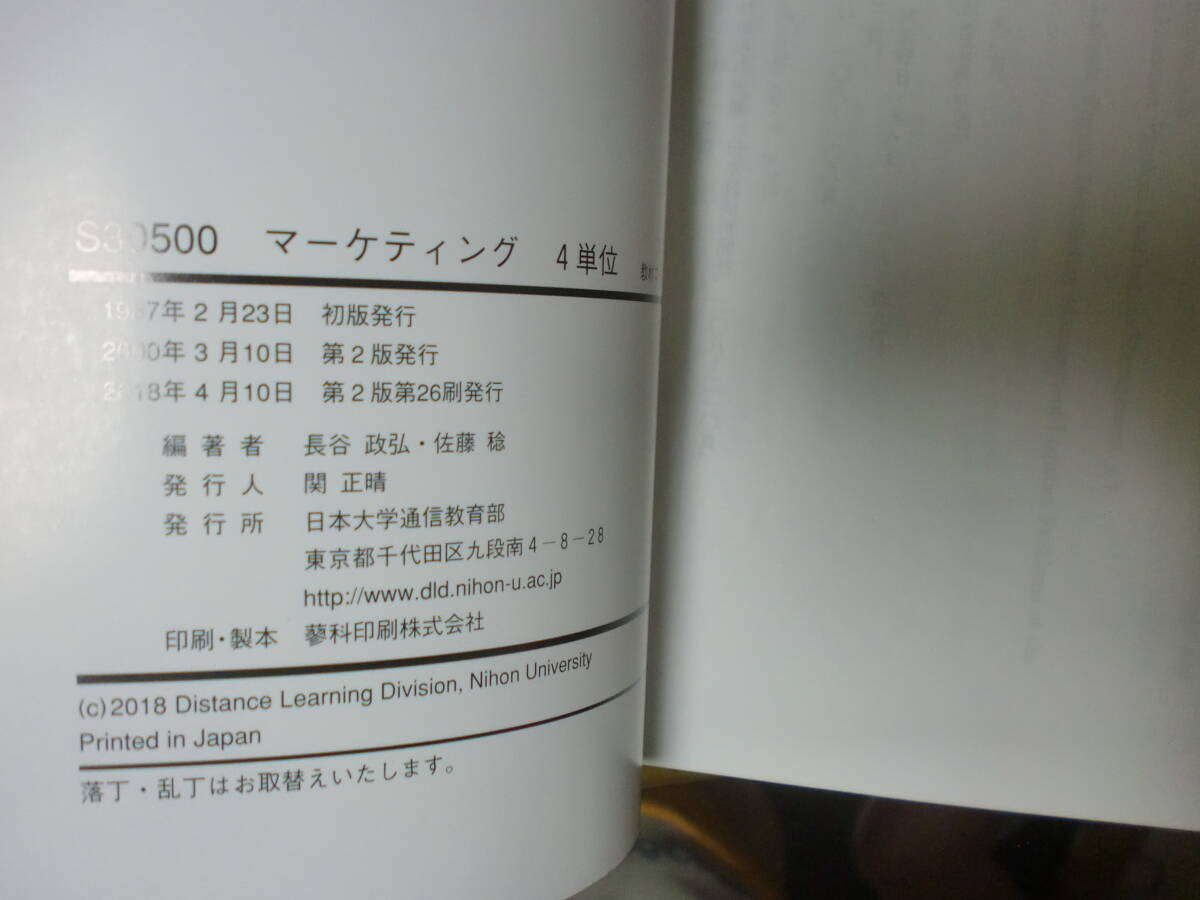 S30500 マーケティング 4単位
1987年2月23日 初版発行
2000年3月10日 第2版発行
2018年4月10日 第2版第26刷発行
編著者 長谷 政弘・佐藤 稔
発行人 関 正晴
発行所 日本大学通信教育部
東京都千代田区九段南4-8-28
http://www.dld.nihon-u.ac.jp
印刷・製本 蓼科印刷株式会社
(c)2018 Distance Learning Division, Nihon University
Printed in Japan
落丁・乱丁はお取替えいたします。